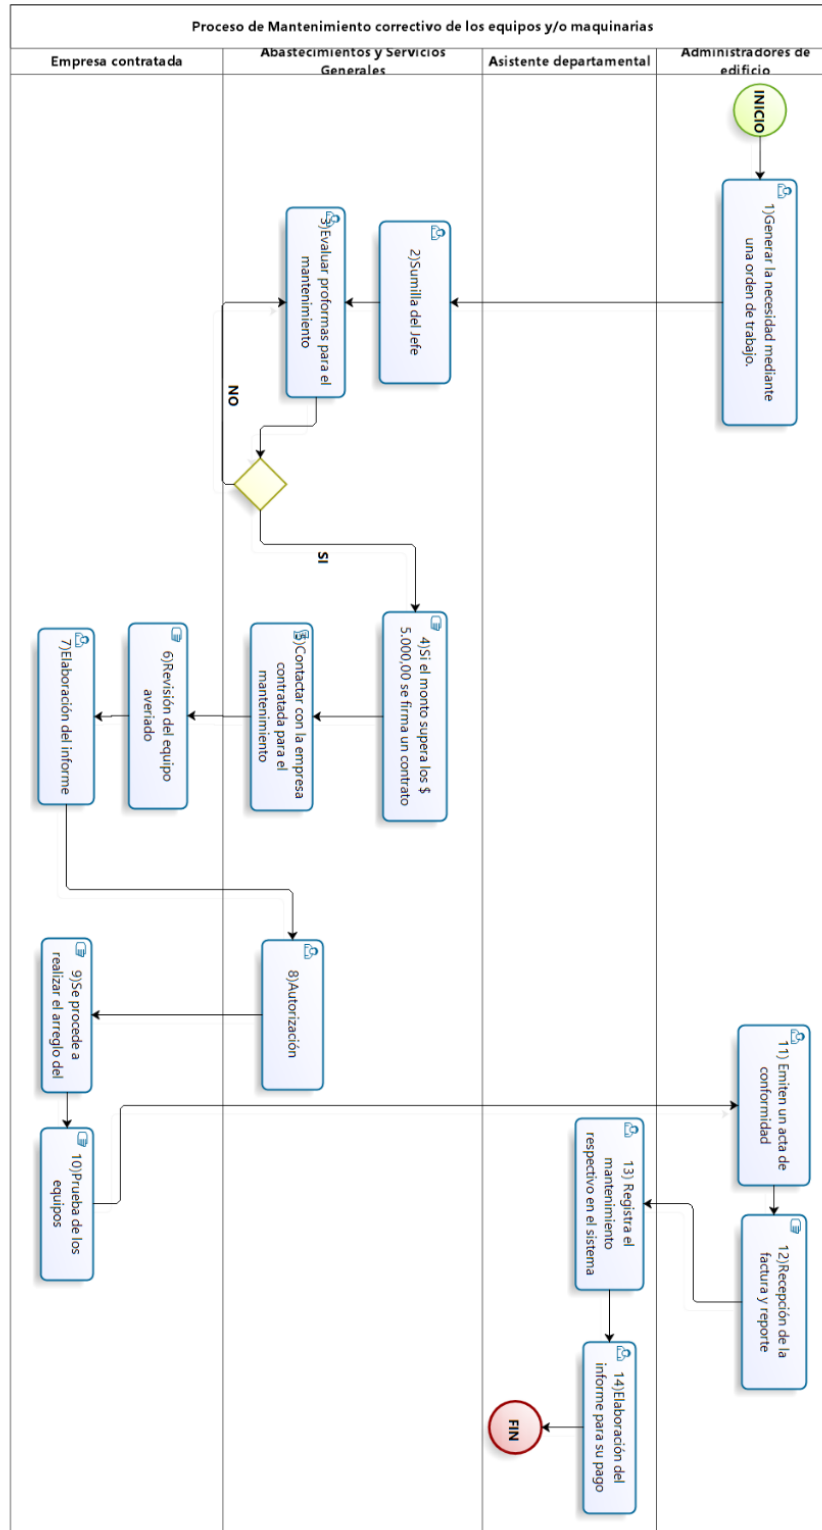 Proceso de Mantenimiento correctivo de los equipos y/o maquinarias
Empresa contratada
Abastecimientos y Servicios
Generales
Asistente departamental
Administradores de
edificio
INICIO
1)Generar la necesidad mediante
una orden de trabajo.
2)Sumilla del Jefe
3)Evaluar proformas para el
mantenimiento
NO
SI
4)Si el monto supera los $
5.000,00 se firma un contrato
5)Contactar con la empresa
contratada para el
mantenimiento
6)Revisión del equipo
averiado
7)Elaboración del informe
8)Autorización
9)Se procede a
realizar el arreglo del
10)Prueba de los
equipos
11) Emiten un acta de
conformidad
12)Recepción de la
factura y reporte
13) Registra el
mantenimiento
respectivo en el sistema
14)Elaboración del
informe para su pago
FIN